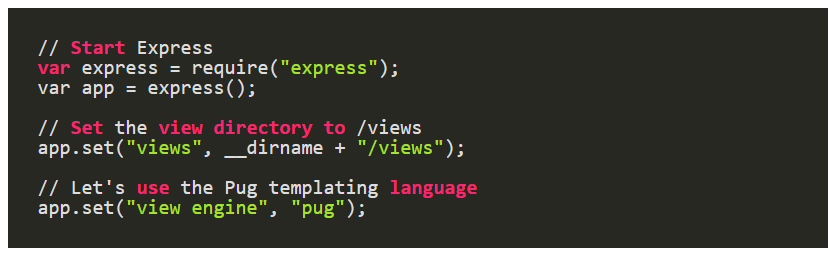 // Start Express
var express = require("express");
var app = express();
// Set the view directory to /views
app.set("views", __dirname + "/views");
// Let's use the Pug templating language
app.set("view engine", "pug");